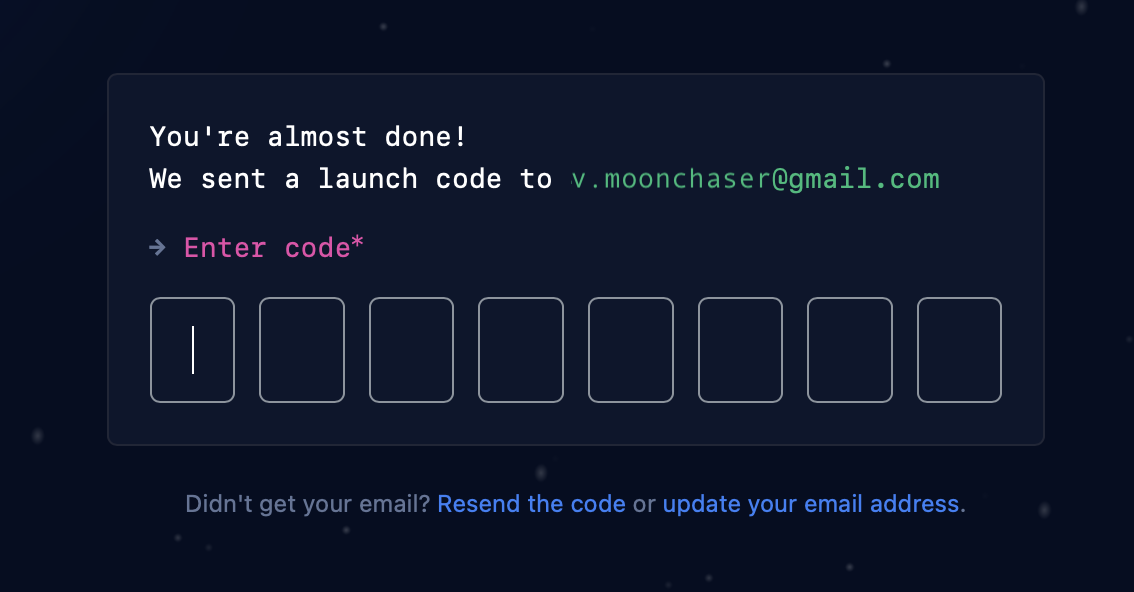 You're almost done!
We sent a launch code to v.moonchaser@gmail.com
→ Enter code*
Didn't get your email? Resend the code or update your email address.